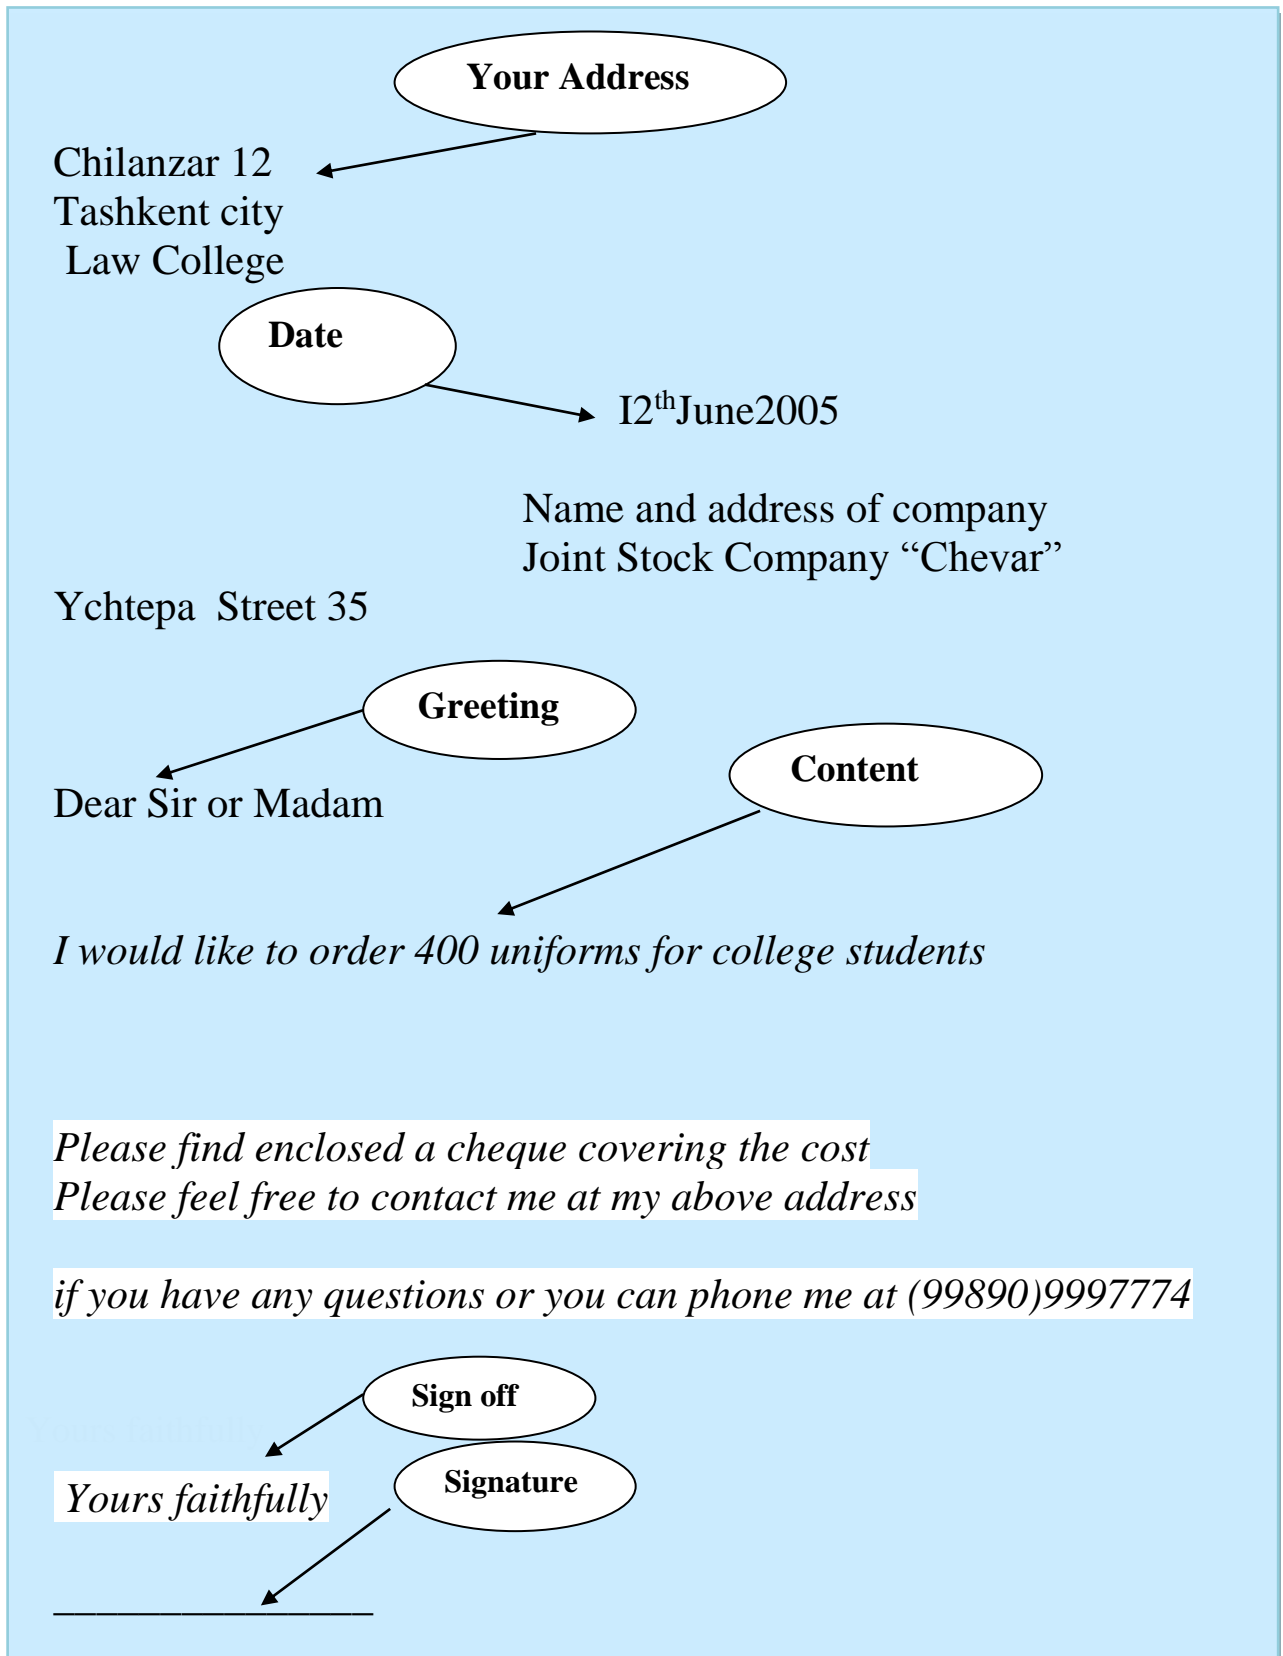 Your Address
Chilanzar 12
Tashkent city
Law College
Date
I2thJune2005
Name and address of company
Joint Stock Company “Chevar”
Ychtepa Street 35
Greeting
Content
Dear Sir or Madam
I would like to order 400 uniforms for college students
Please find enclosed a cheque covering the cost
Please feel free to contact me at my above address
if you have any questions or you can phone me at (99890)9997774
Sign off
Yours faithfully
Signature
Yours faithfully
_______________